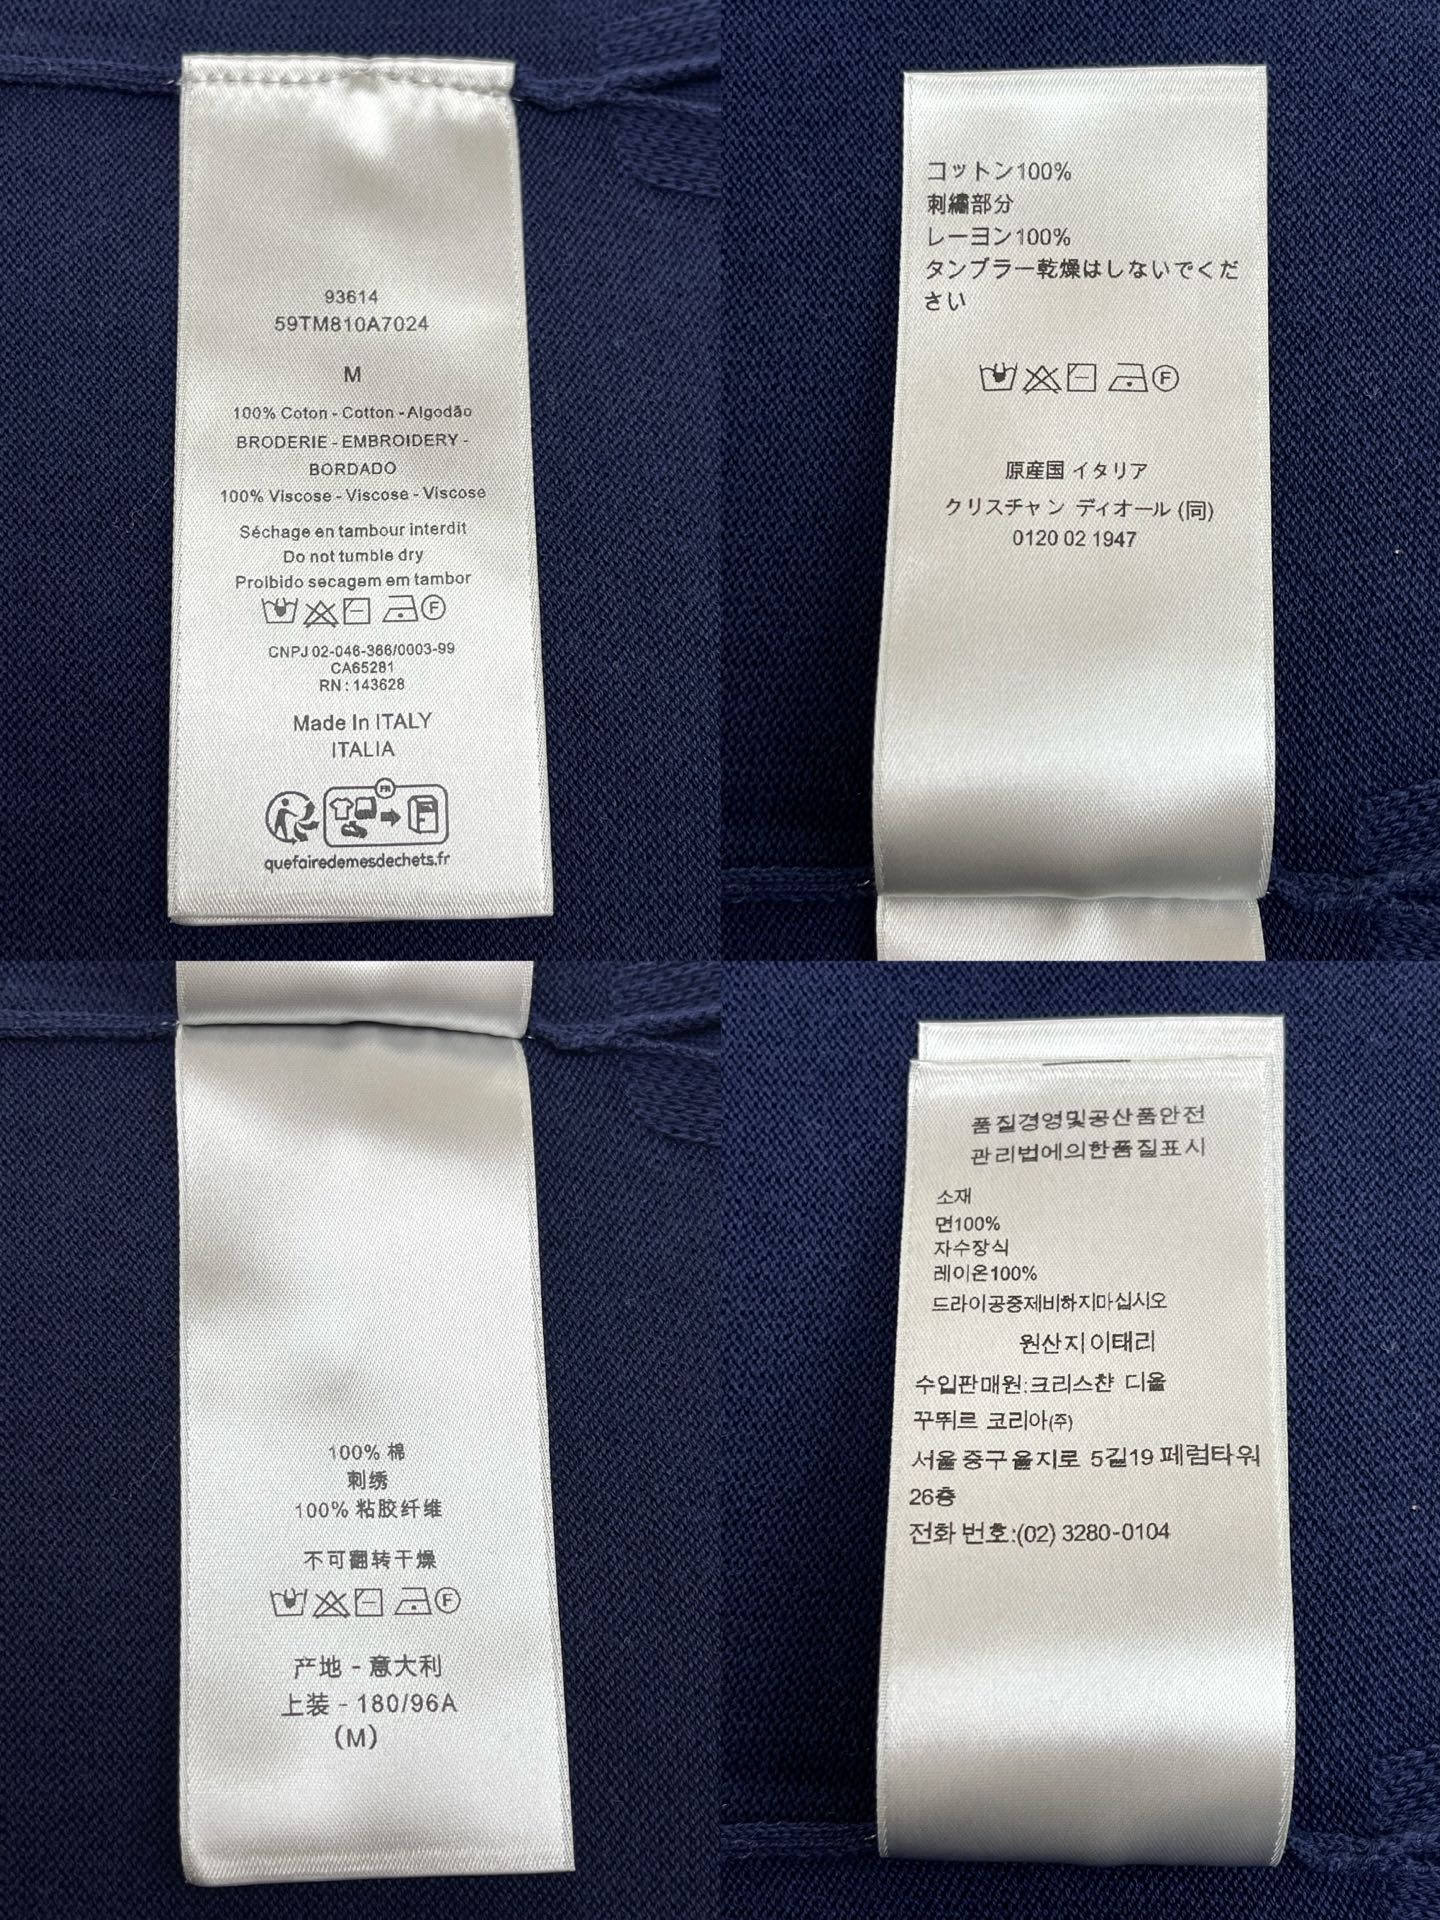 93614
59TM810A7024
M
100% Coton - Cotton - Algodão
BRODERIE - EMBROIDERY -
BORDADO
100% Viscose - Viscose - Viscose
Séchage en tambour interdit
Do not tumble dry
Proibido secagem em tambor
F
CNPJ 02-046-366/0003-99
CA65281
RN : 143628
Made In ITALY
ITALIA
FR
quefairedemesdechets.fr
コットン100%
刺繍部分
レーヨン100%
タンブラー乾燥はしないでくだ
さい
F
原産国 イタリア
クリスチャン ディオール (同)
0120 02 1947
100% 棉
刺绣
100% 粘胶纤维
不可翻转干燥
F
产地 - 意大利
上装 - 180/96A
(M)
품질경영및공산품안전
관리법에의한품질표시
소재
면100%
자수장식
레이온100%
드라이공중제비하지마십시오
원산지이태리
수입판매원:크리스챤 디올
꾸뛰르 코리아(주)
서울중구을지로 5길19 페럼타워
26층
전화 번호:(02) 3280-0104